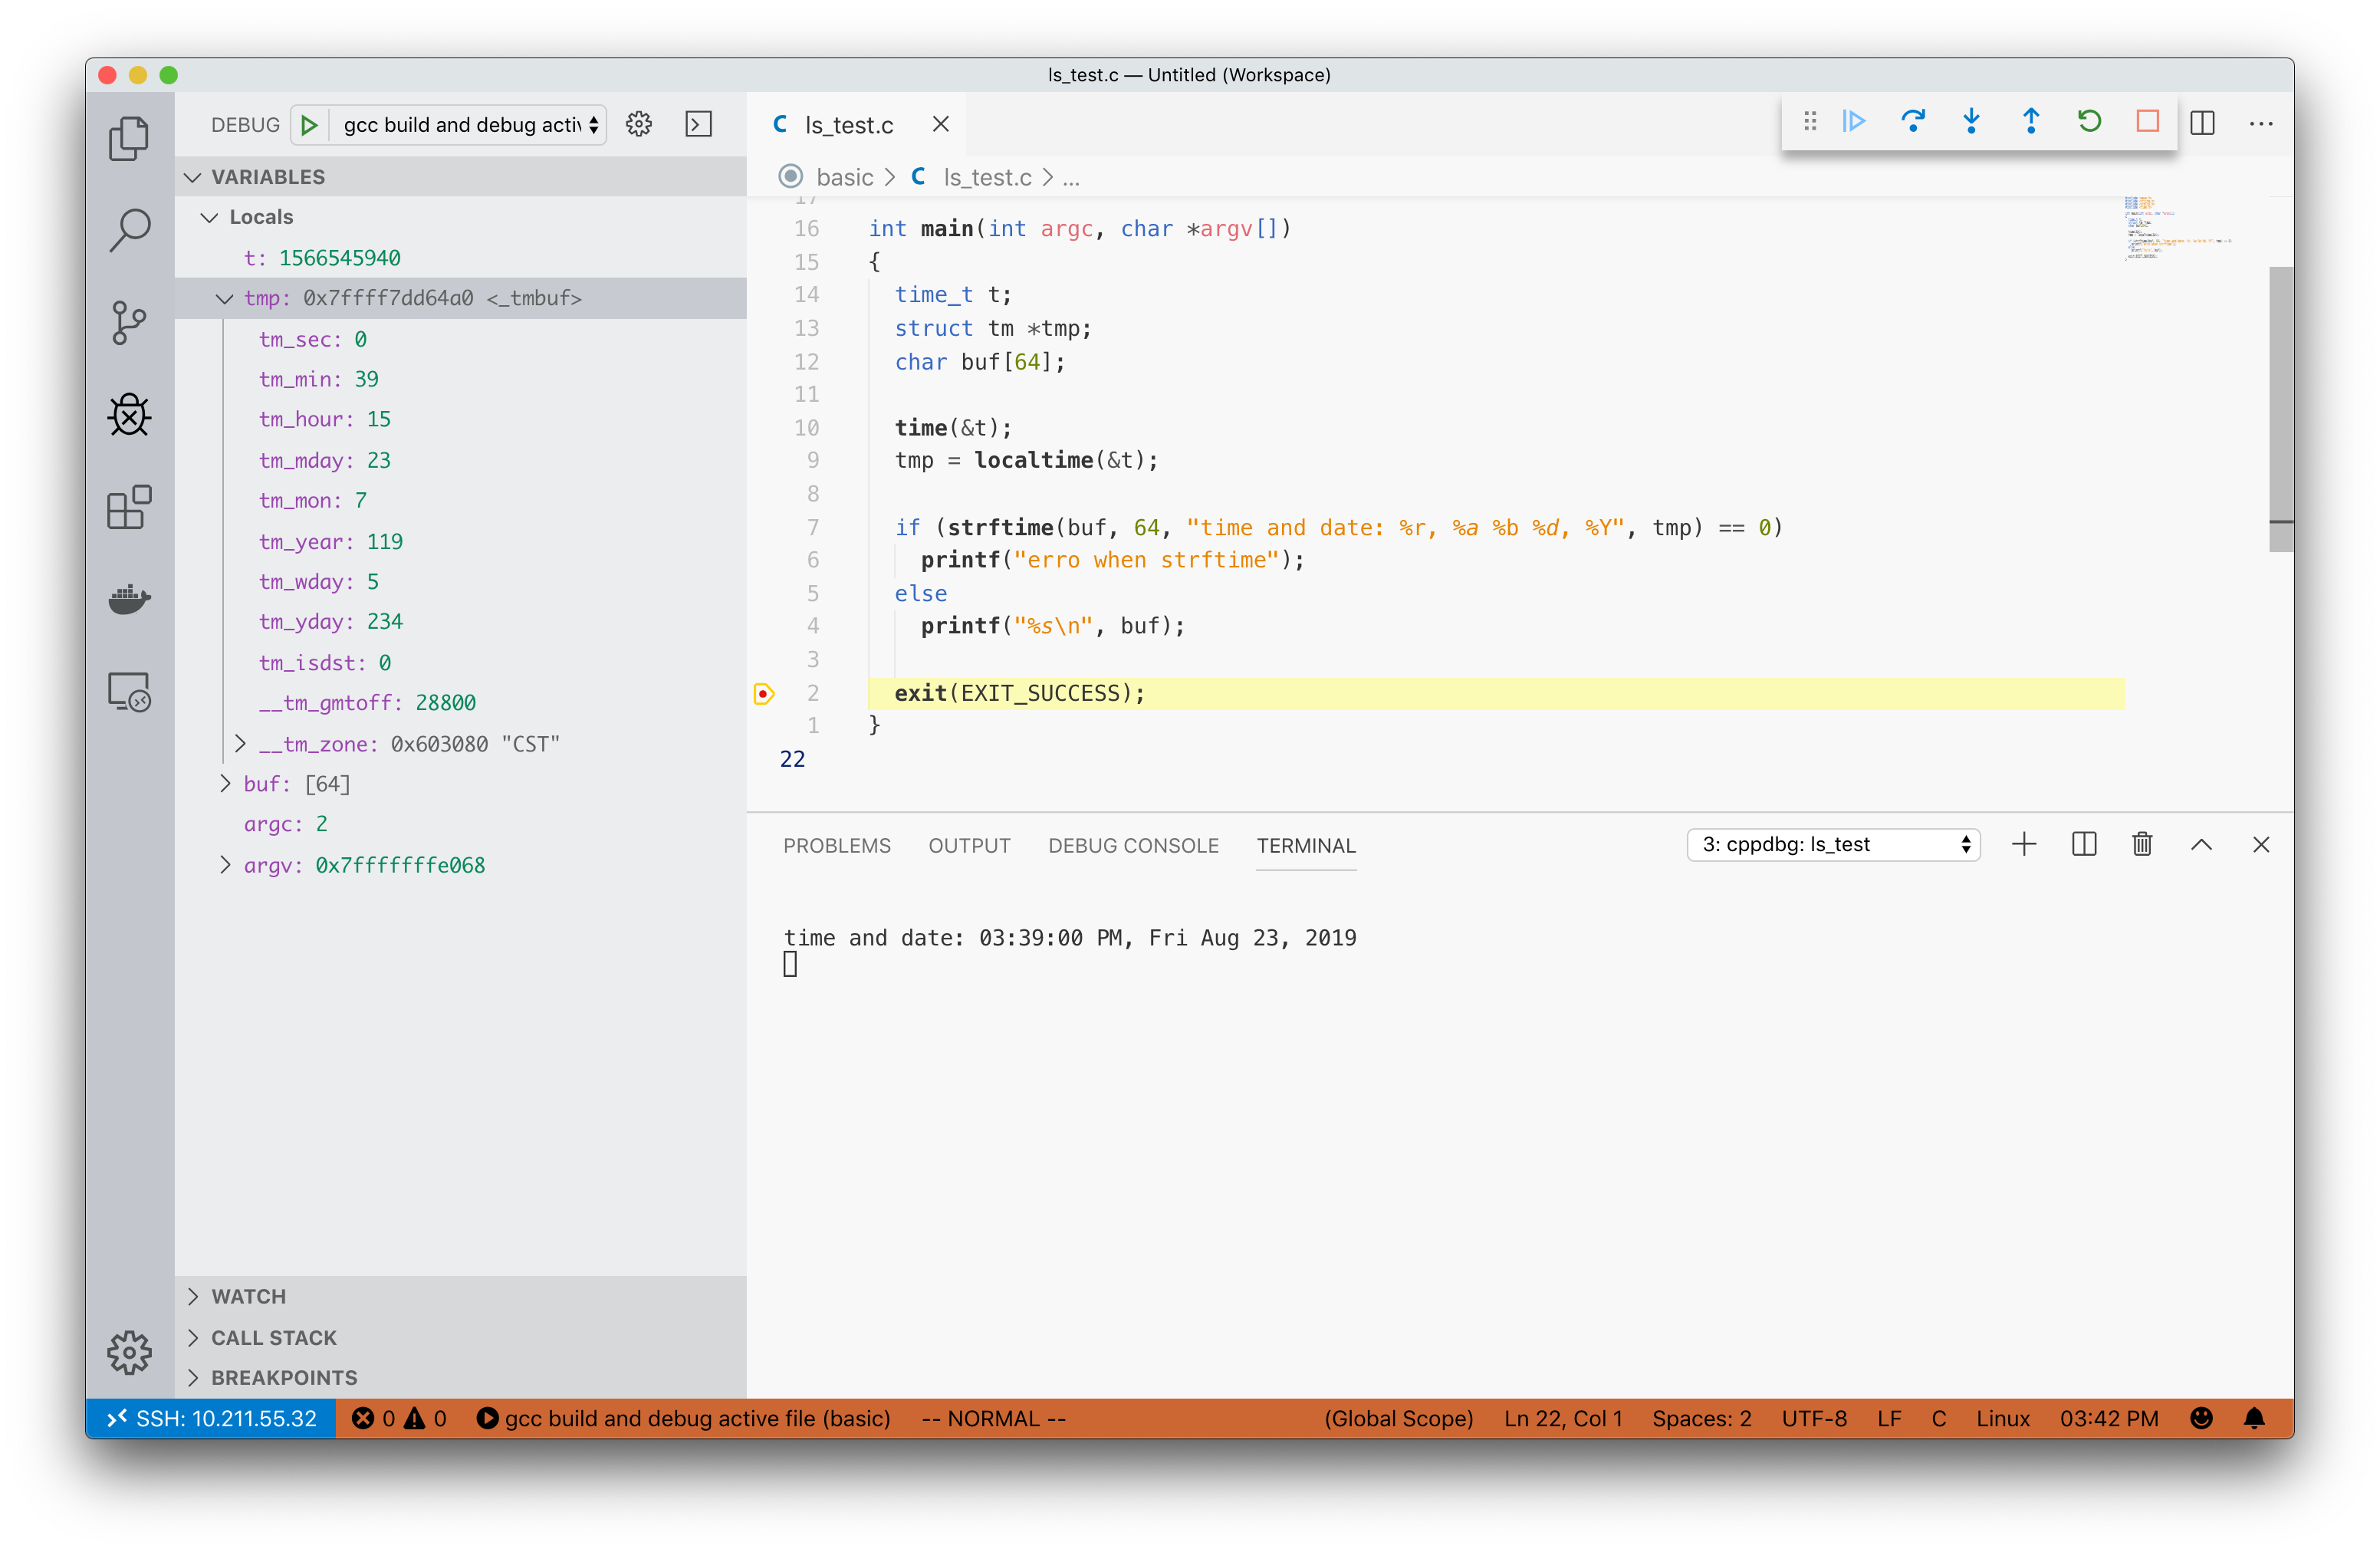 ls_test.c — Untitled (Workspace)
DEBUG gcc build and debug activ
VARIABLES
Locals
t: 1566545940
tmp: 0x7ffff7dd64a0 <_tmbuf>
tm_sec: 0
tm_min: 39
tm_hour: 15
tm_mday: 23
tm_mon: 7
tm_year: 119
tm_wday: 5
tm_yday: 234
tm_isdst: 0
__tm_gmtoff: 28800
__tm_zone: 0x603080 "CST"
buf: [64]
argc: 2
argv: 0x7fffffffe068
WATCH
CALL STACK
BREAKPOINTS
C ls_test.c
basic > C ls_test.c > ...
17
16 int main(int argc, char *argv[])
15 {
14 time_t t;
13 struct tm *tmp;
12 char buf[64];
11
10 time(&t);
9 tmp = localtime(&t);
8
7 if (strftime(buf, 64, "time and date: %r, %a %b %d, %Y", tmp) == 0)
6 printf("erro when strftime");
5 else
4 printf("%s\n", buf);
3
2 exit(EXIT_SUCCESS);
1 }
22
PROBLEMS OUTPUT DEBUG CONSOLE TERMINAL 3: cppdbg: ls_test
time and date: 03:39:00 PM, Fri Aug 23, 2019
SSH: 10.211.55.32 0 0 gcc build and debug active file (basic) -- NORMAL -- (Global Scope) Ln 22, Col 1 Spaces: 2 UTF-8 LF C Linux 03:42 PM